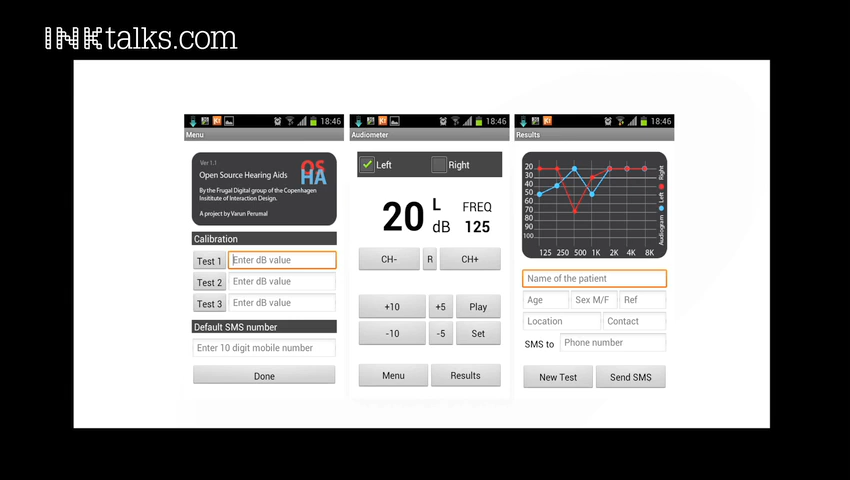 INKtalks.com
18:46
Menu
Ver 1.1
Open Source Hearing Aids
OS
HA
By the Frugal Digital group of the Copenhagen
Insititute of Interaction Design.
A project by Varun Perumal
Calibration
Test 1
Enter dB value
Test 2
Enter dB value
Test 3
Enter dB value
Default SMS number
Enter 10 digit mobile number
Done
18:46
Audiometer
Left
Right
20 L dB
FREQ
125
CH-
R
CH+
+10
+5
Play
-10
-5
Set
Menu
Results
18:46
Results
20
30
40
50
60
70
80
90
100
125 250 500 1K 2K 4K 8K
Audiogram Left Right
Name of the patient
Age
Sex M/F
Ref
Location
Contact
SMS to
Phone number
New Test
Send SMS